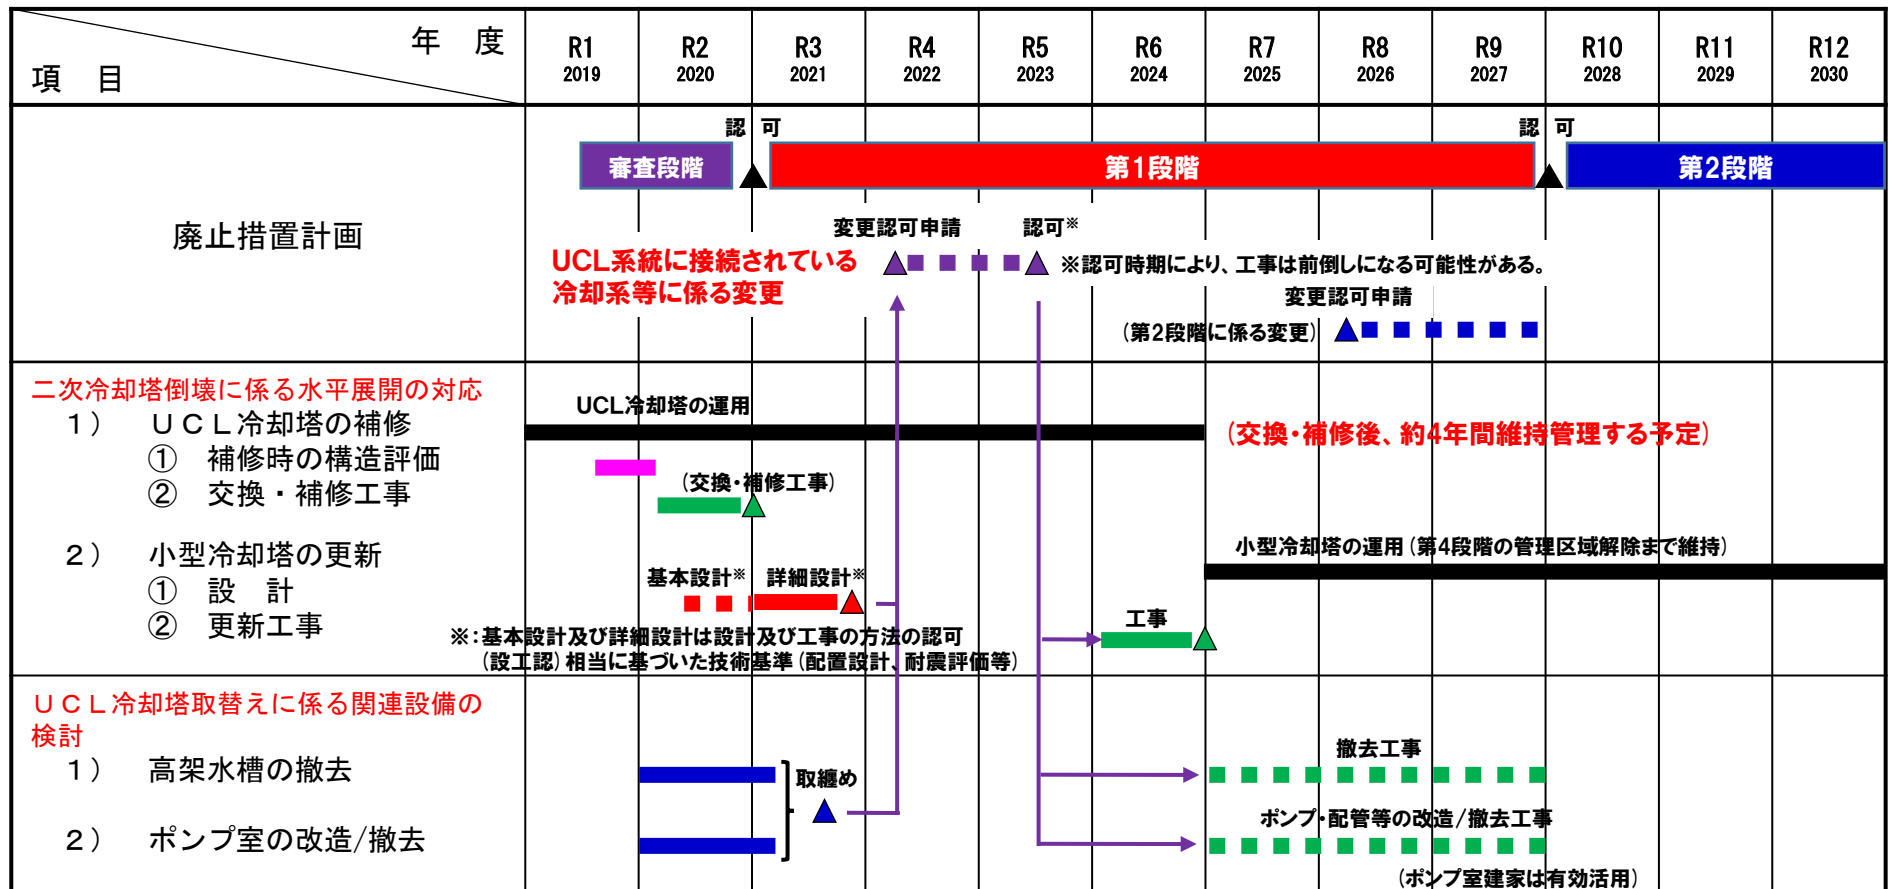 年　度
項　目
R1 R2 R3 R4 R5 R6 R7 R8 R9 R10 R11 R12
2019 2020 2021 2022 2023 2024 2025 2026 2027 2028 2029 2030
認 可
認 可
審査段階
第1段階
第2段階
廃止措置計画
変更認可申請
認可※
UCL系統に接続されている
冷却系等に係る変更
※認可時期により、工事は前倒しになる可能性がある。
変更認可申請
(第2段階に係る変更)
二次冷却塔倒壊に係る水平展開の対応
1）　ＵＣＬ冷却塔の補修
①　補修時の構造評価
②　交換・補修工事
UCL冷却塔の運用
(交換・補修後、約4年間維持管理する予定)
(交換・補修工事)
2）　小型冷却塔の更新
①　設　計
②　更新工事
小型冷却塔の運用(第4段階の管理区域解除まで維持)
基本設計※
詳細設計※
工事
※:基本設計及び詳細設計は設計及び工事の方法の認可
(設工認)相当に基づいた技術基準(配置設計、耐震評価等)
ＵＣＬ冷却塔取替えに係る関連設備の
検討
1）　高架水槽の撤去
2）　ポンプ室の改造/撤去
取纏め
撤去工事
ポンプ・配管等の改造/撤去工事
(ポンプ室建家は有効活用)